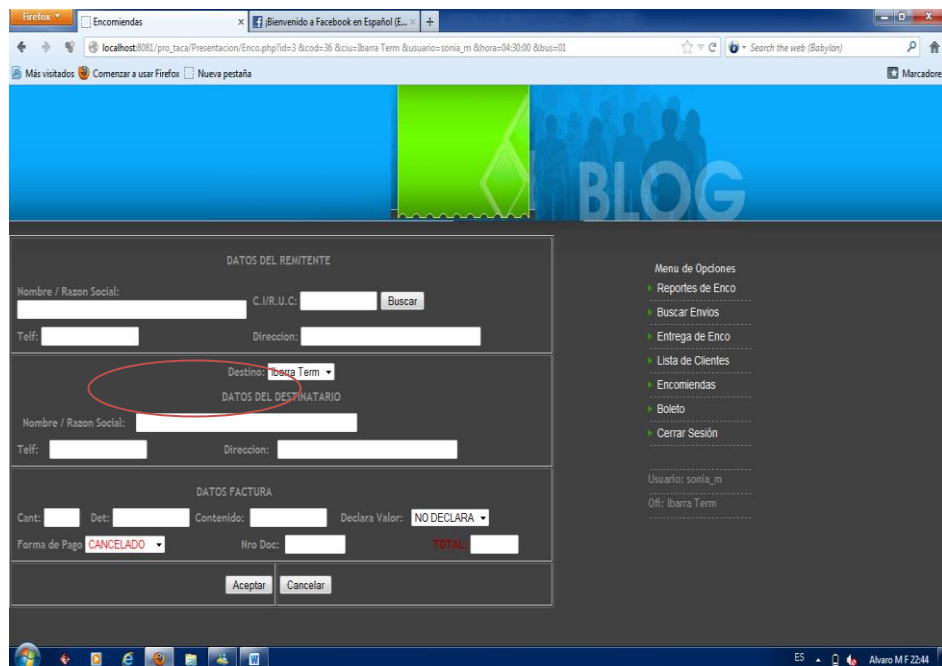 Firefox
Encomiendas x
¡Bienvenido a Facebook en Español (E... x +
localhost:8081/pro_taca/Presentacion/Enco.php?id=3 &cod=36 &ciu=Ibarra Term &usuario=sonia_m &hora=04:30:00 &bus=01
Search the web (Babylon)
Más visitados Comenzar a usar Firefox Nueva pestaña
Marcadore
BLOG
DATOS DEL REMITENTE
Nombre / Razon Social:
C.I/R.U.C: Buscar
Telf: Direccion:
Destino: Ibarra Term
DATOS DEL DESTINATARIO
Nombre / Razon Social:
Telf: Direccion:
DATOS FACTURA
Cant: Det: Contenido: Declara Valor: NO DECLARA
Forma de Pago CANCELADO Nro Doc: TOTAL:
Aceptar Cancelar
Menu de Opciones
Reportes de Enco
Buscar Envios
Entrega de Enco
Lista de Clientes
Encomiendas
Boleto
Cerrar Sesión
Usuario: sonia_m
Ofi: Ibarra Term
ES Alvaro M F 22:44